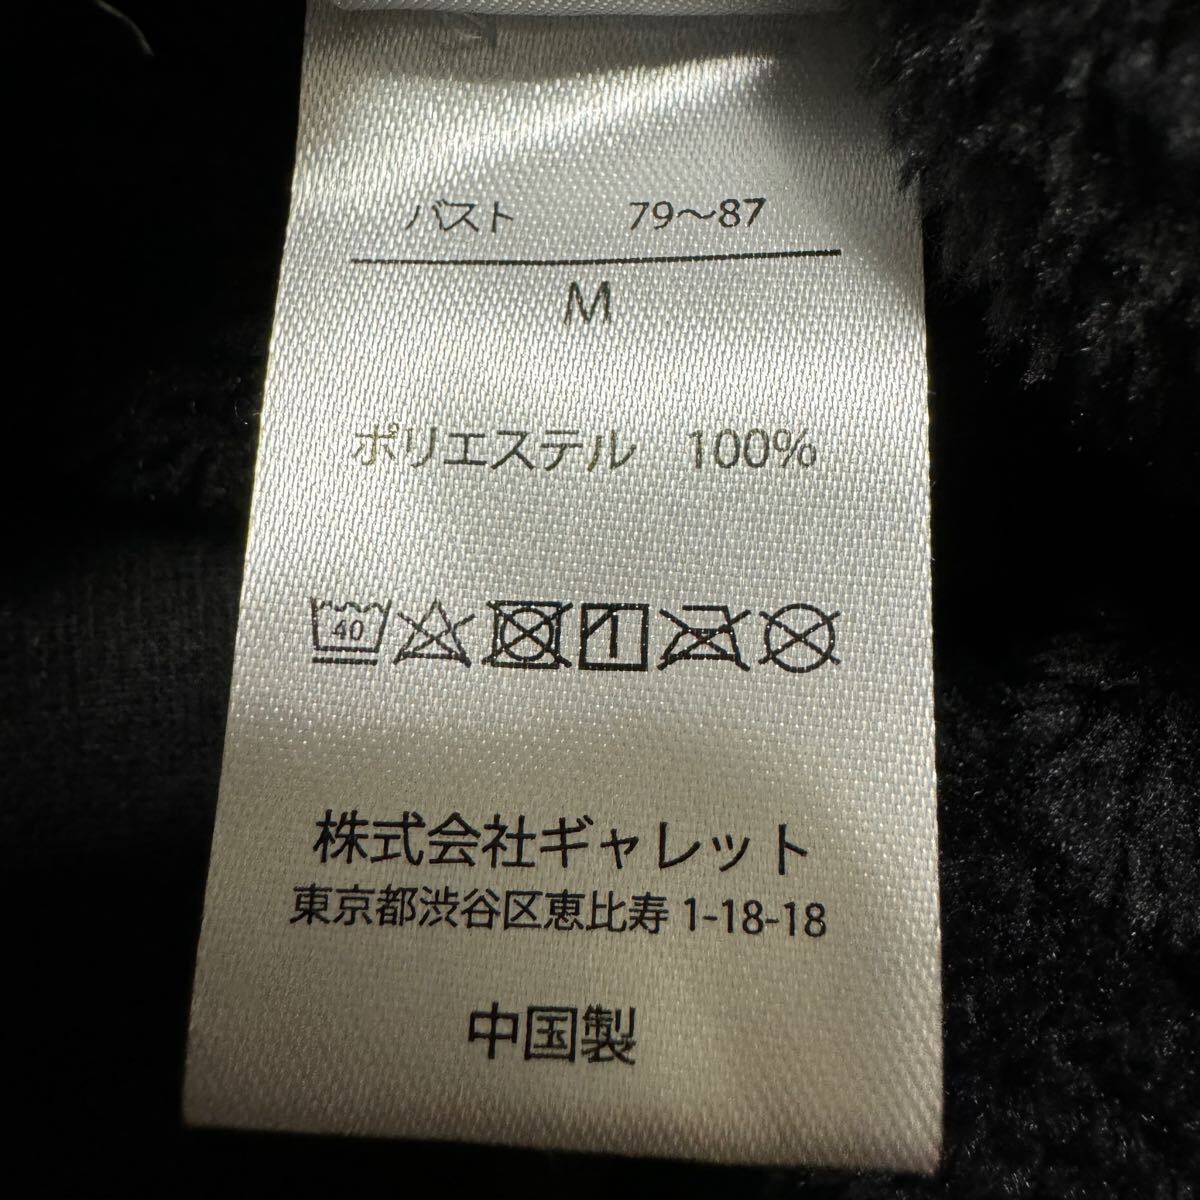 バスト 79～87
M
ポリエステル 100%
40
株式会社ギャレット
東京都渋谷区恵比寿 1-18-18
中国製